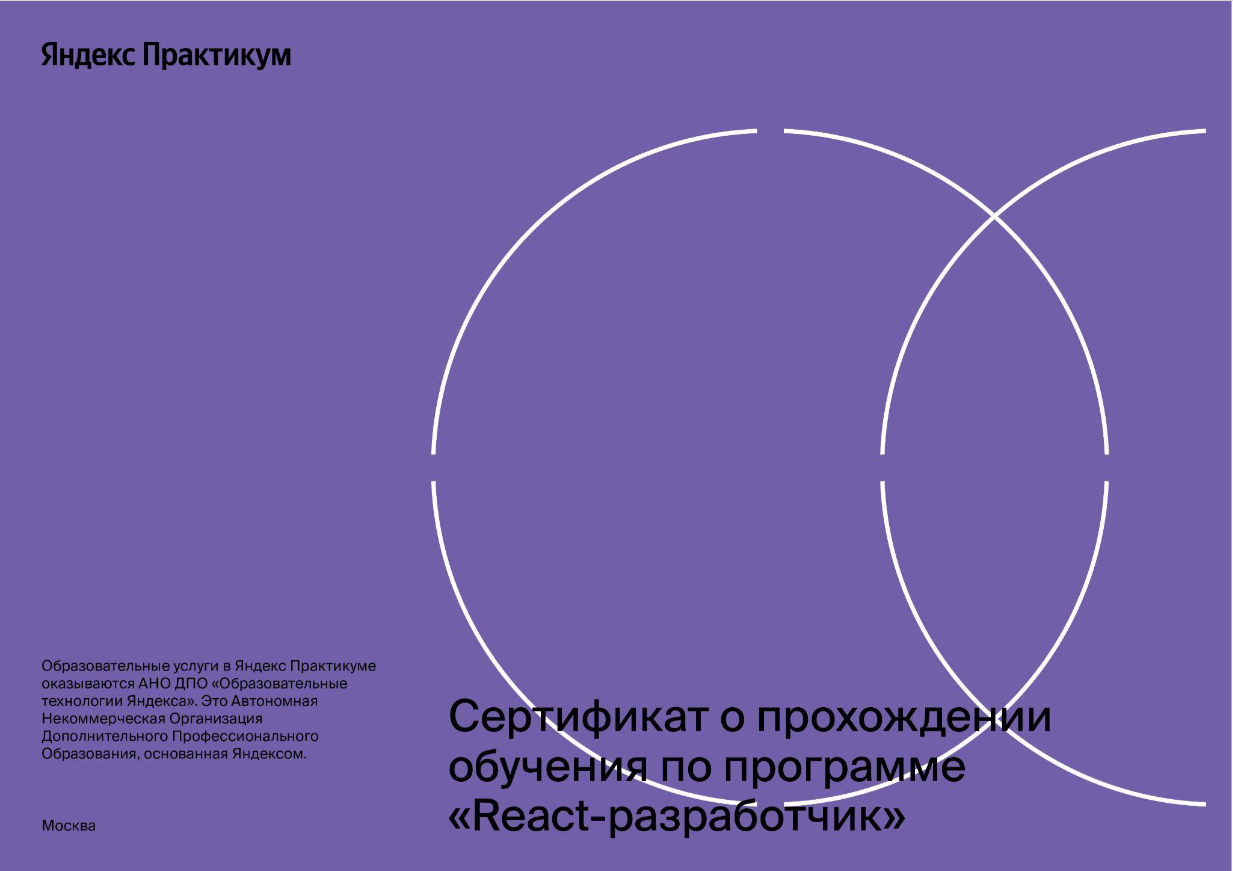 Яндекс Практикум
Образовательные услуги в Яндекс Практикуме
оказываются АНО ДПО «Образовательные
технологии Яндекса». Это Автономная
Некоммерческая Организация
Дополнительного Профессионального
Образования, основанная Яндексом.
Москва
Сертификат о прохождении
обучения по программе
«React-разработчик»